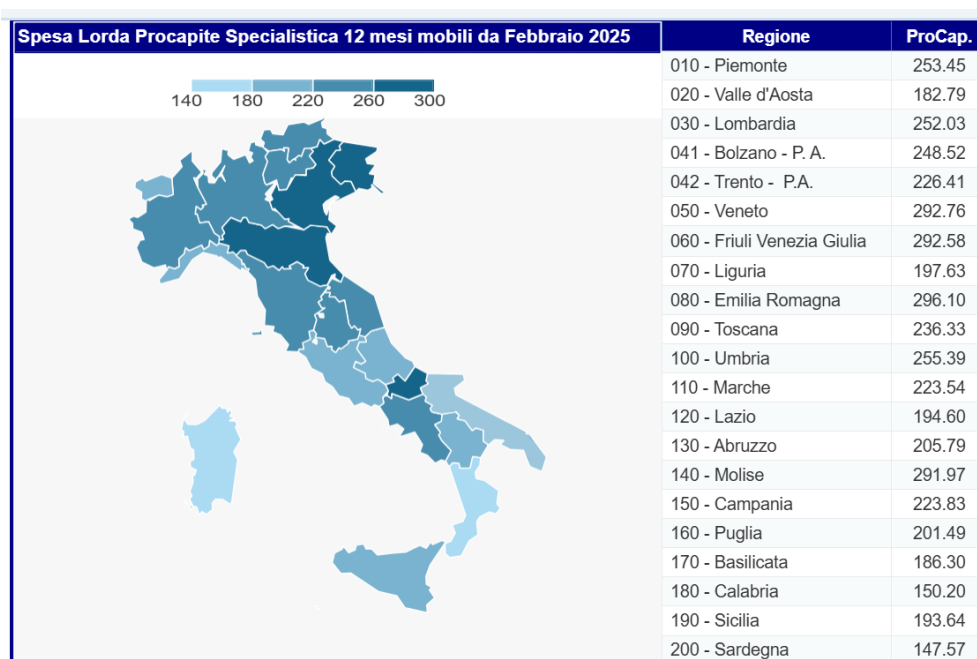 Spesa Lorda Procapite Specialistica 12 mesi mobili da Febbraio 2025
140 180 220 260 300
Regione ProCap.
010 - Piemonte 253.45
020 - Valle d'Aosta 182.79
030 - Lombardia 252.03
041 - Bolzano - P. A. 248.52
042 - Trento -  P.A. 226.41
050 - Veneto 292.76
060 - Friuli Venezia Giulia 292.58
070 - Liguria 197.63
080 - Emilia Romagna 296.10
090 - Toscana 236.33
100 - Umbria 255.39
110 - Marche 223.54
120 - Lazio 194.60
130 - Abruzzo 205.79
140 - Molise 291.97
150 - Campania 223.83
160 - Puglia 201.49
170 - Basilicata 186.30
180 - Calabria 150.20
190 - Sicilia 193.64
200 - Sardegna 147.57